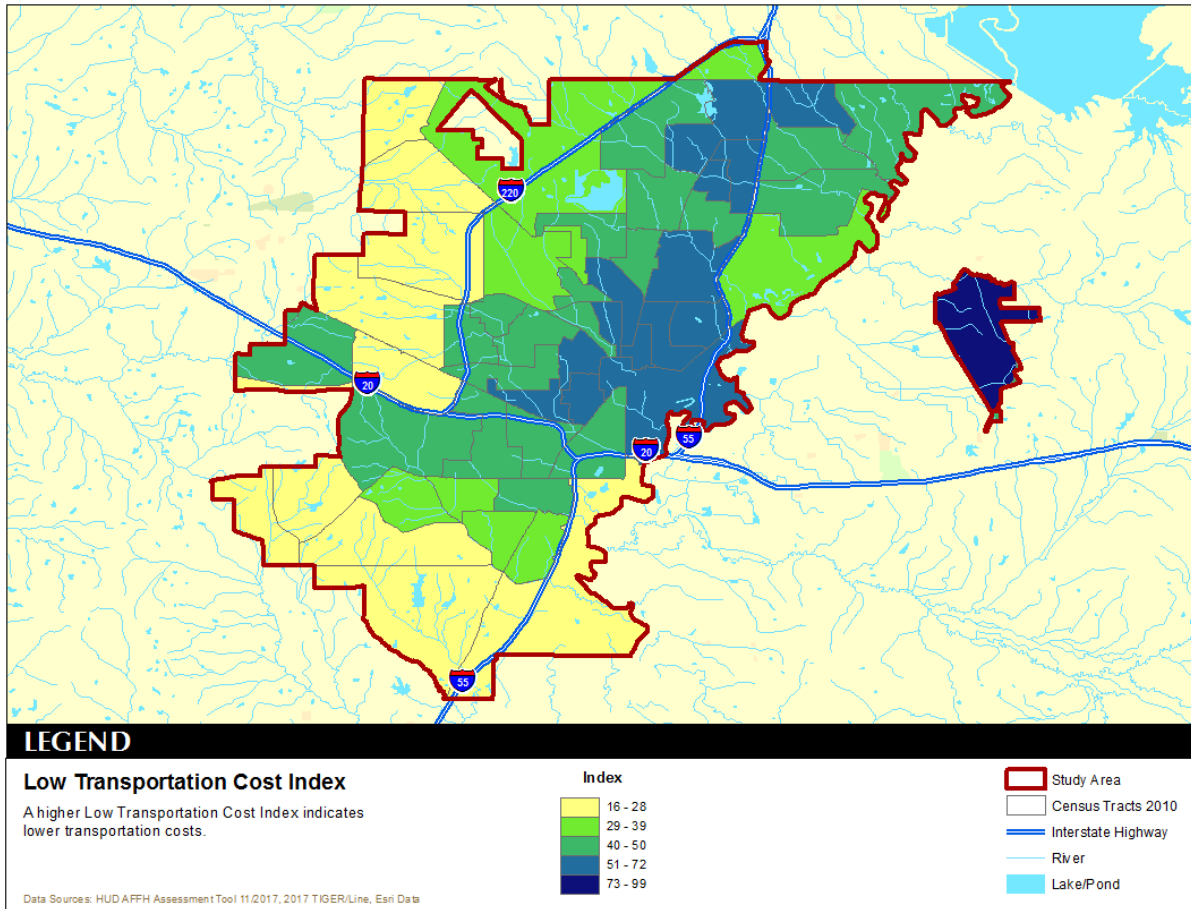 220
20
20
55
55
LEGEND
Low Transportation Cost Index
A higher Low Transportation Cost Index indicates
lower transportation costs.
Data Sources: HUD AFFH Assessment Tool 11/2017, 2017 TIGER/Line, Esri Data
Index
16 - 28
29 - 39
40 - 50
51 - 72
73 - 99
Study Area
Census Tracts 2010
Interstate Highway
River
Lake/Pond